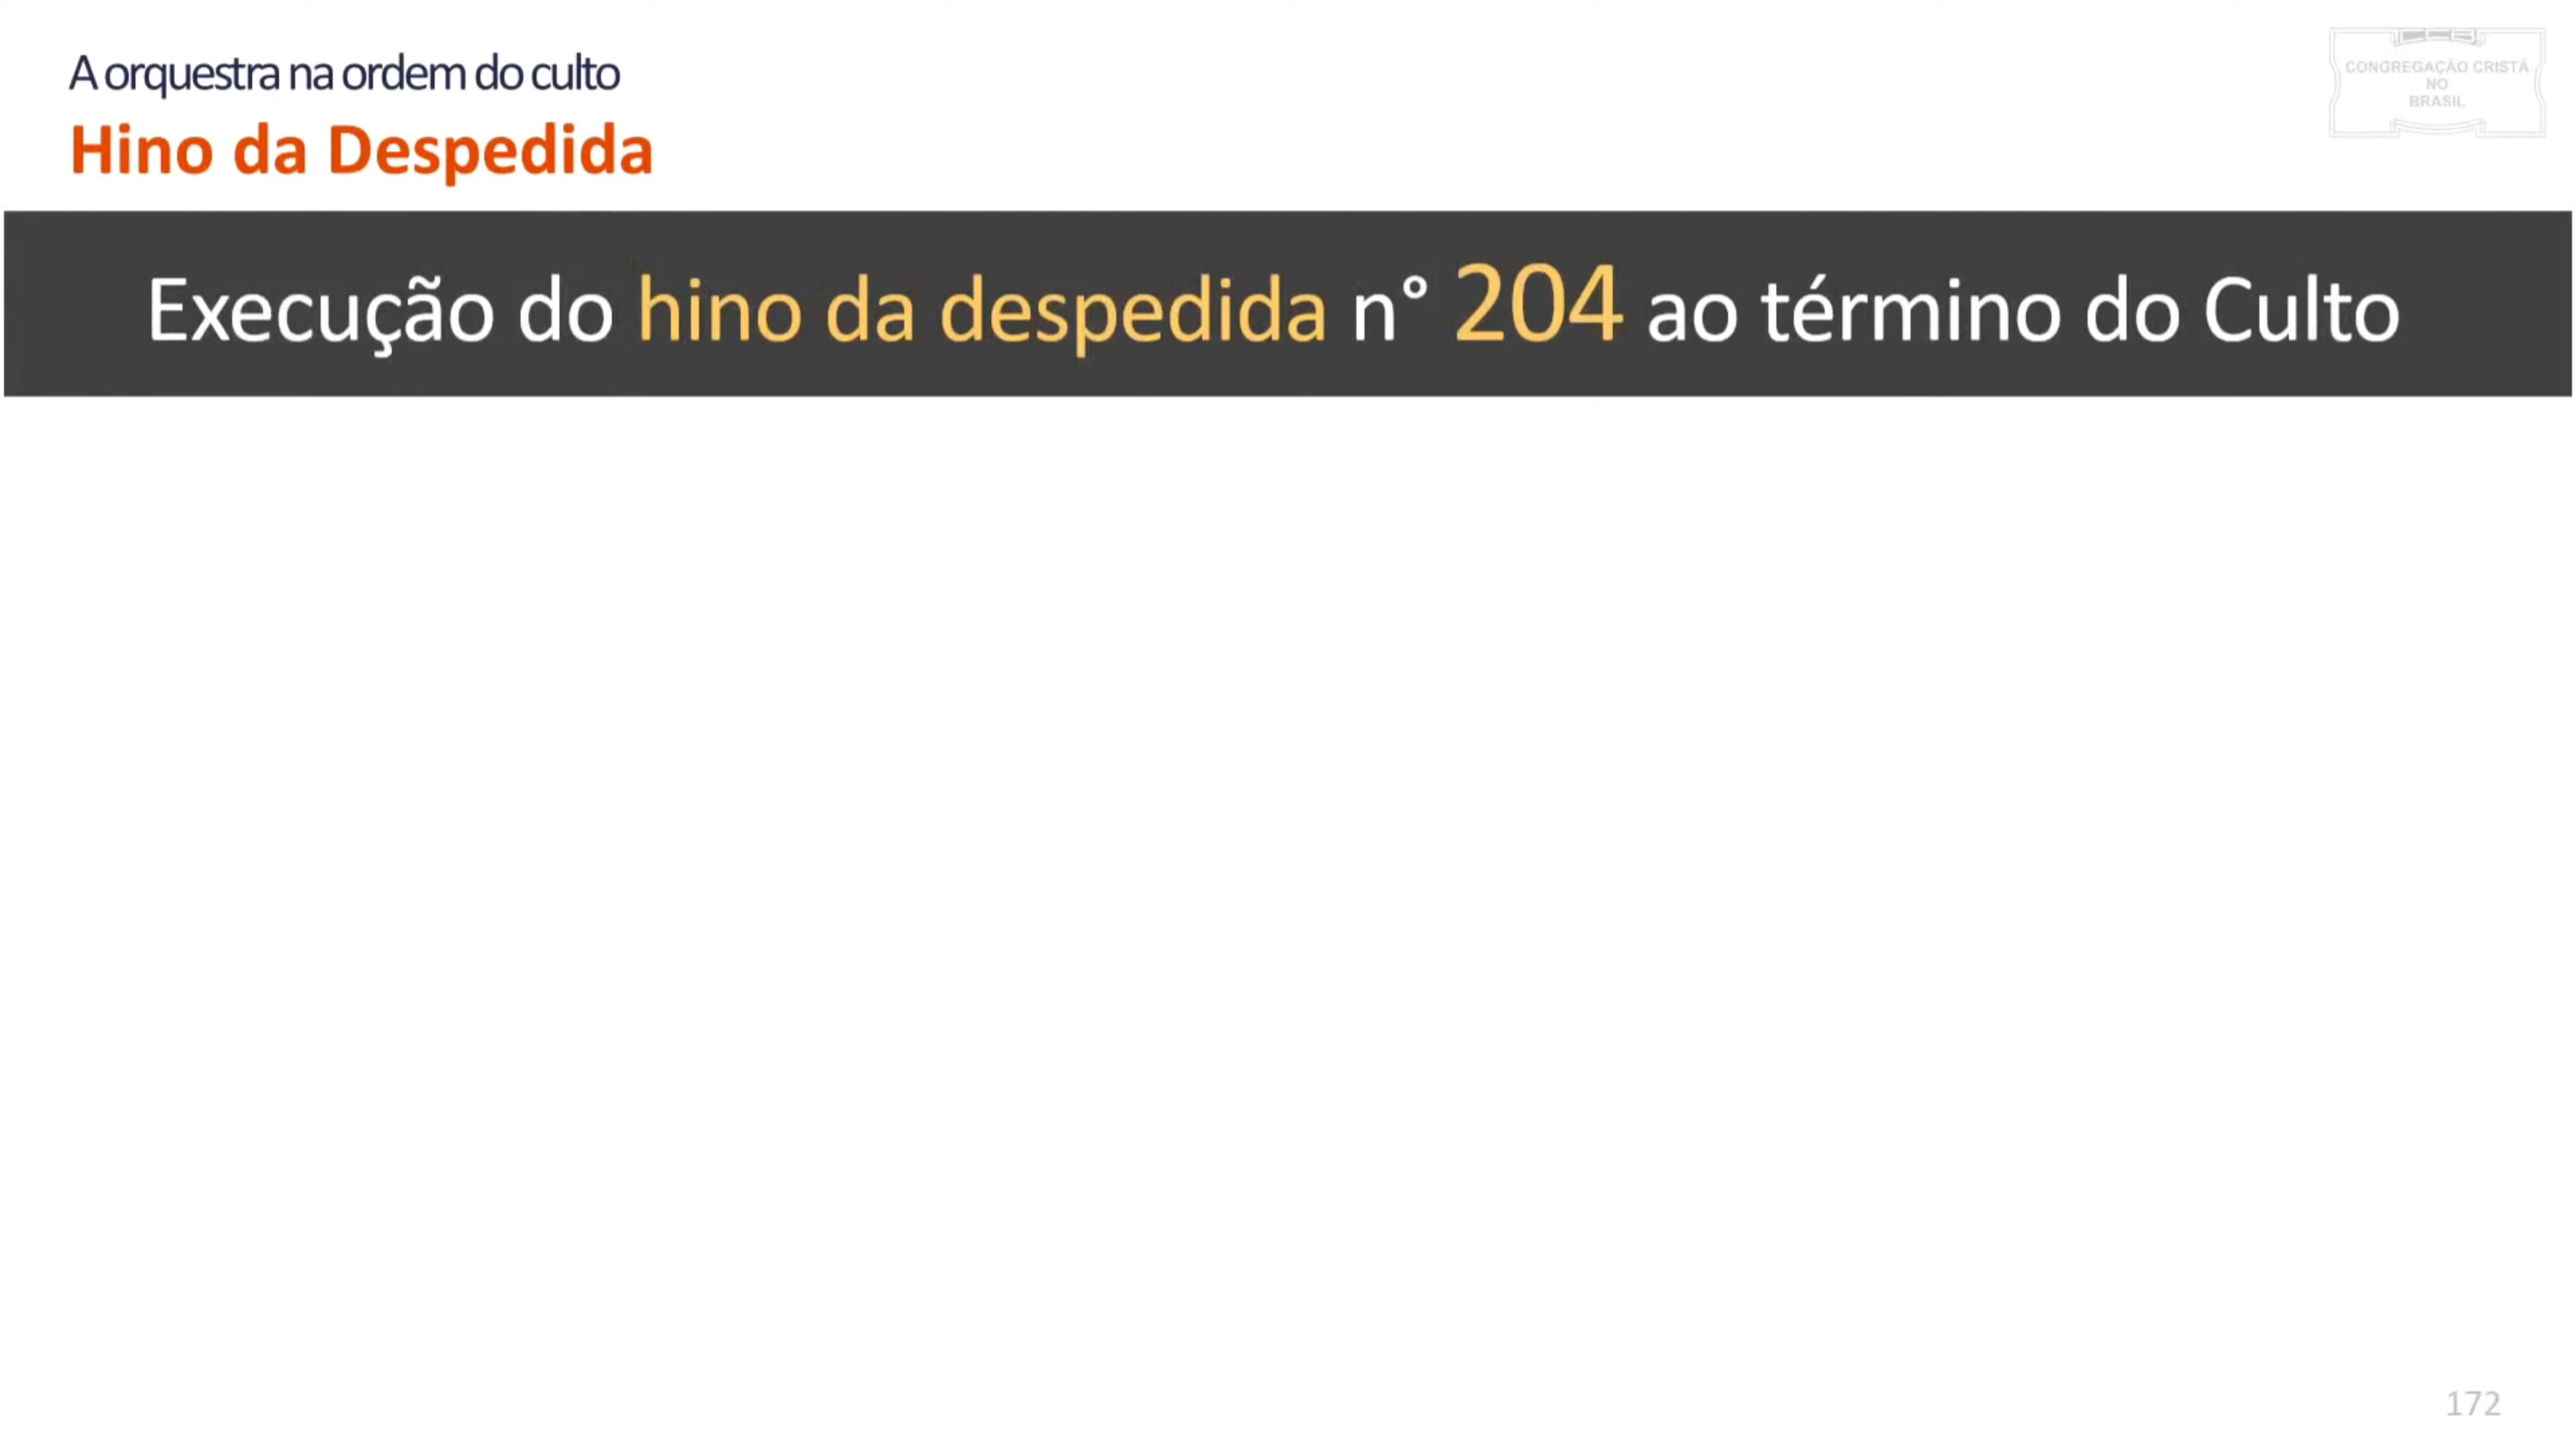 A orquestra na ordem do culto
Hino da Despedida
CCB
CONGREGAÇÃO CRISTÃ
NO
BRASIL
Execução do hino da despedida n° 204 ao término do Culto
172